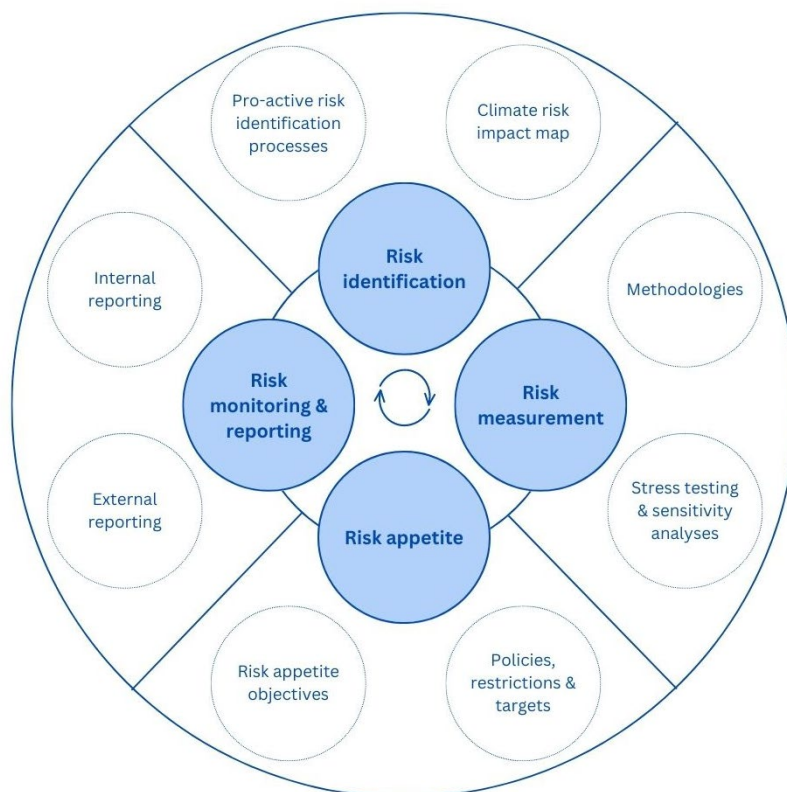 Pro-active risk
identification
processes
Climate risk
impact map
Risk
identification
Internal
reporting
Methodologies
Risk
monitoring &
reporting
Risk
measurement
External
reporting
Stress testing
& sensitivity
analyses
Risk appetite
Risk appetite
objectives
Policies,
restrictions &
targets